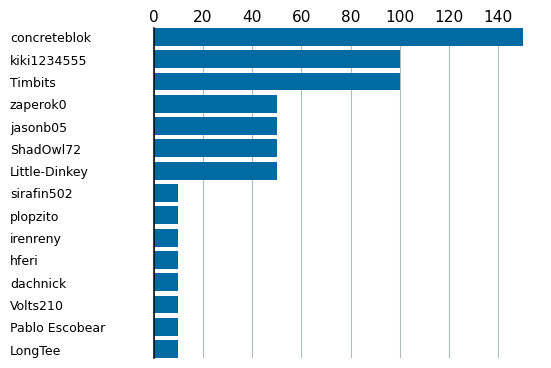 0 20 40 60 80 100 120 140
concreteblok
kiki1234555
Timbits
zaperok0
jasonb05
ShadOwl72
Little-Dinkey
sirafin502
plopzito
irenreny
hferi
dachnick
Volts210
Pablo Escobear
LongTee